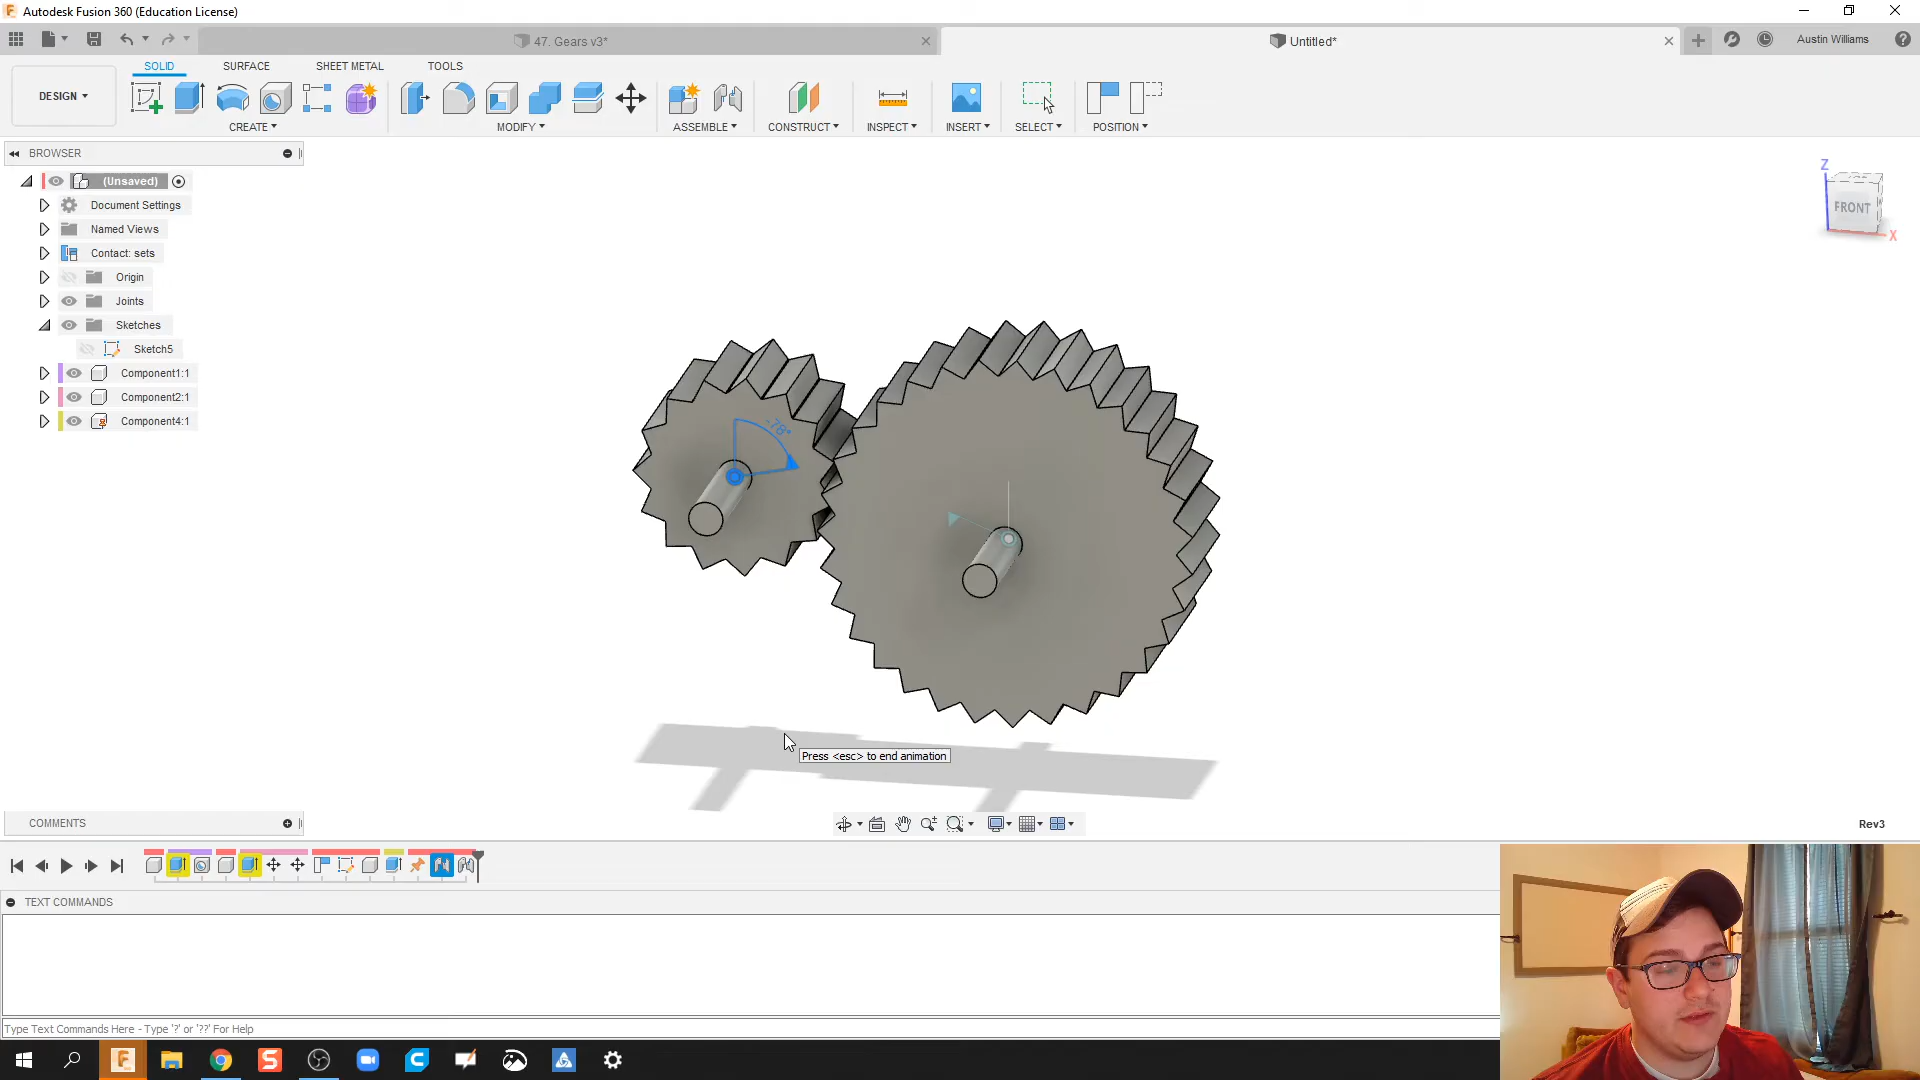 Autodesk Fusion 360 (Education License)
47. Gears v3*
Untitled*
Austin Williams
DESIGN
SOLID
SURFACE
SHEET METAL
TOOLS
CREATE
MODIFY
ASSEMBLE
CONSTRUCT
INSPECT
INSERT
SELECT
POSITION
BROWSER
(Unsaved)
Document Settings
Named Views
Contact: sets
Origin
Joints
Sketches
Sketch5
Component1:1
Component2:1
Component4:1
Z
FRONT
X
-78°
Press <esc> to end animation
COMMENTS
Rev3
TEXT COMMANDS
Type Text Commands Here - Type '?' or '??' For Help